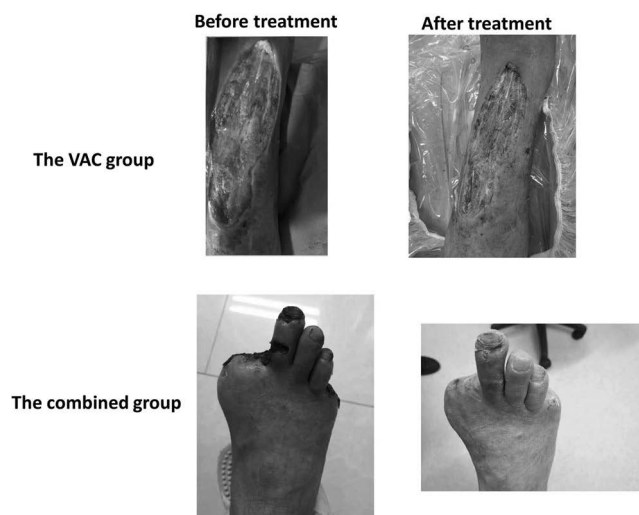 Before treatment
After treatment
The VAC group
The combined group